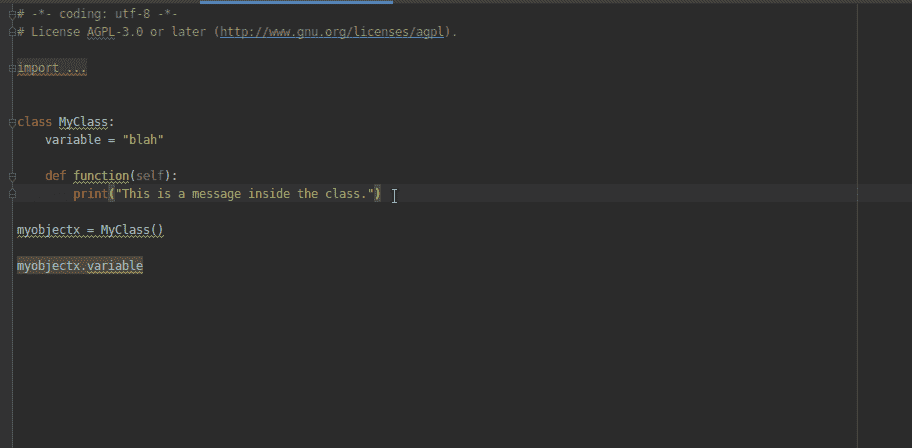 # -*- coding: utf-8 -*-
# License AGPL-3.0 or later (http://www.gnu.org/licenses/agpl).
import ...
class MyClass:
    variable = "blah"
    def function(self):
        print("This is a message inside the class.")
myobjectx = MyClass()
myobjectx.variable